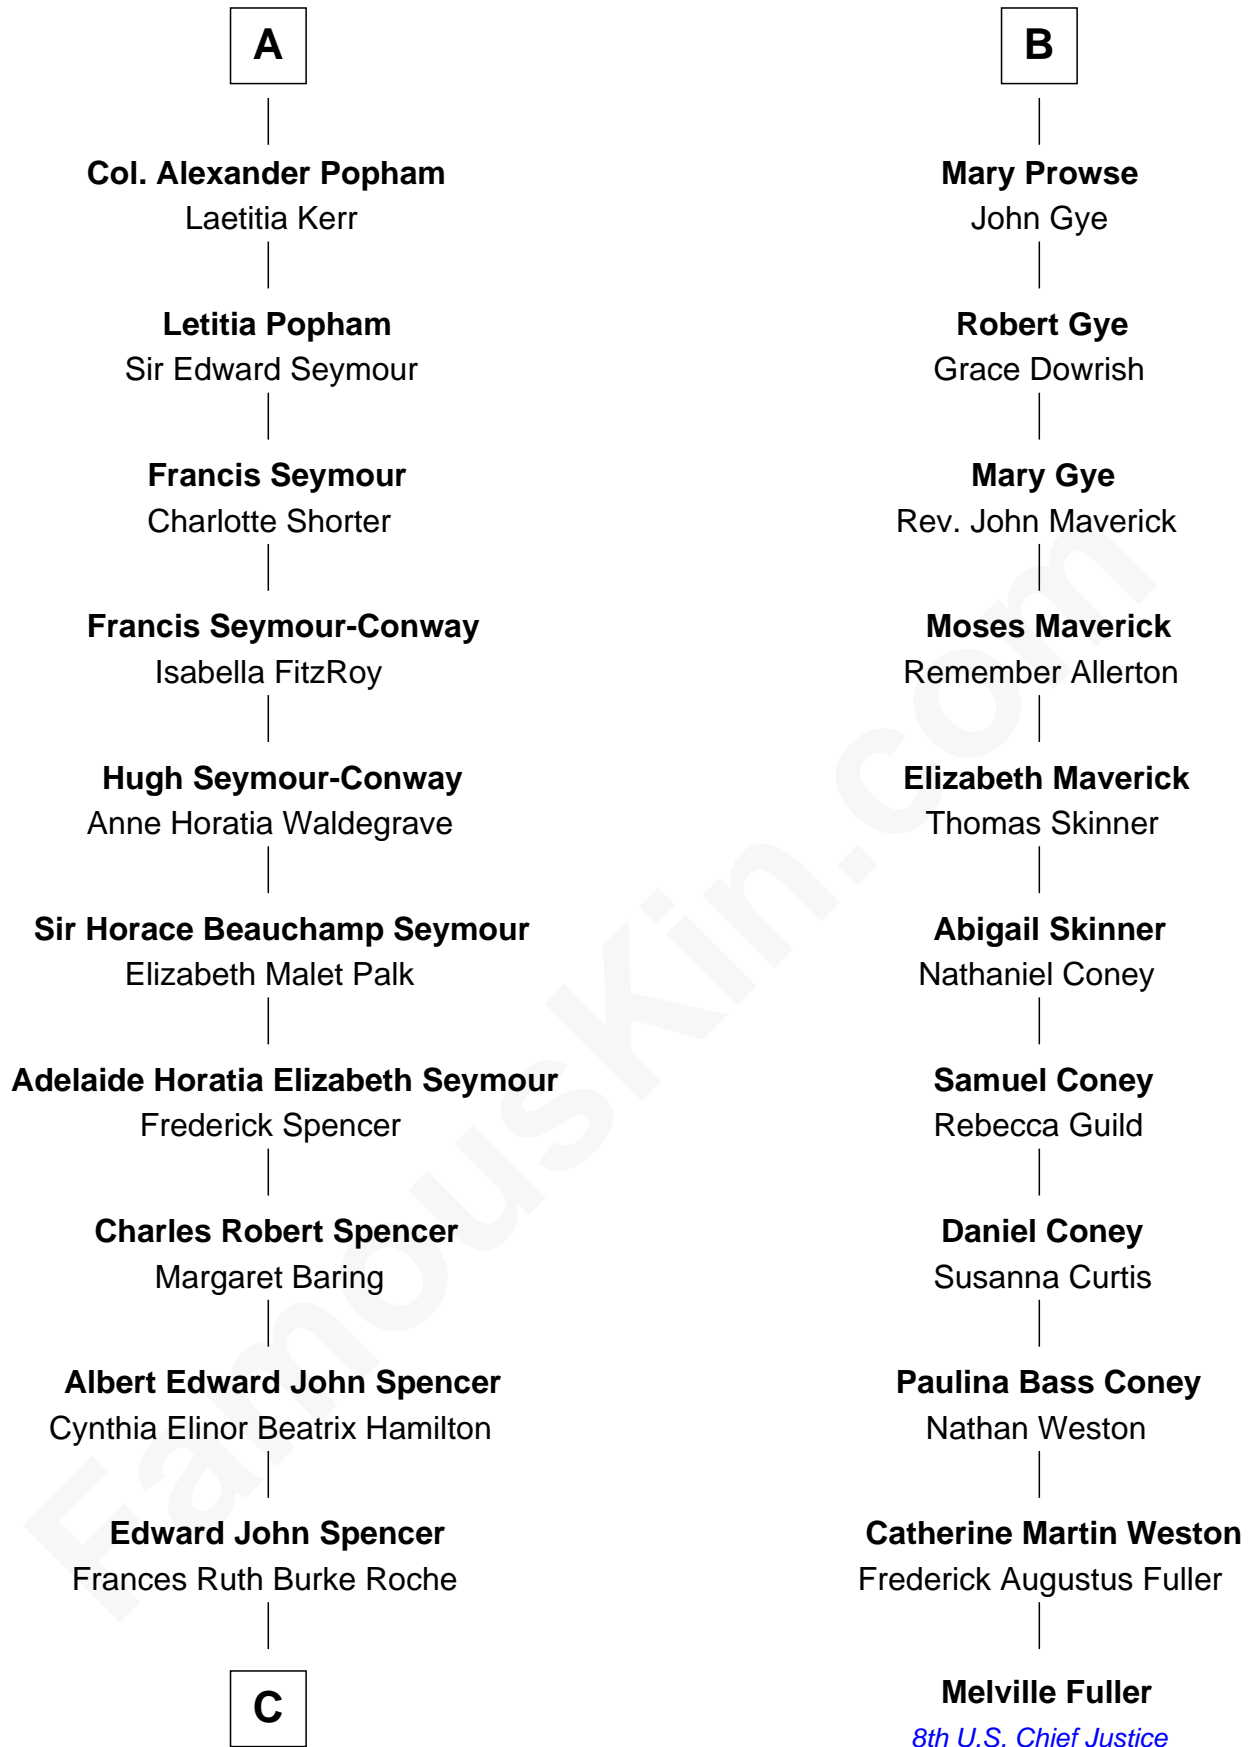 A
Col. Alexander Popham
Laetitia Kerr
Letitia Popham
Sir Edward Seymour
Francis Seymour
Charlotte Shorter
Francis Seymour-Conway
Isabella FitzRoy
Hugh Seymour-Conway
Anne Horatia Waldegrave
Sir Horace Beauchamp Seymour
Elizabeth Malet Palk
Adelaide Horatia Elizabeth Seymour
Frederick Spencer
Charles Robert Spencer
Margaret Baring
Albert Edward John Spencer
Cynthia Elinor Beatrix Hamilton
Edward John Spencer
Frances Ruth Burke Roche
C
B
Mary Prowse
John Gye
Robert Gye
Grace Dowrish
Mary Gye
Rev. John Maverick
Moses Maverick
Remember Allerton
Elizabeth Maverick
Thomas Skinner
Abigail Skinner
Nathaniel Coney
Samuel Coney
Rebecca Guild
Daniel Coney
Susanna Curtis
Paulina Bass Coney
Nathan Weston
Catherine Martin Weston
Frederick Augustus Fuller
Melville Fuller
8th U.S. Chief Justice
FamousKin.com